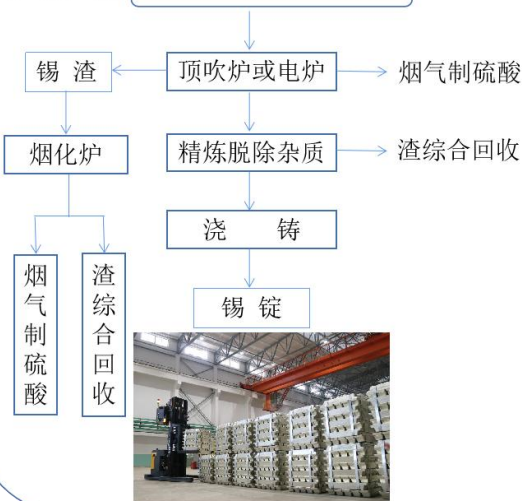 锡 渣
顶吹炉或电炉
烟气制硫酸
烟化炉
精炼脱除杂质
渣综合回收
浇 铸
烟气制硫酸
渣综合回收
锡 锭